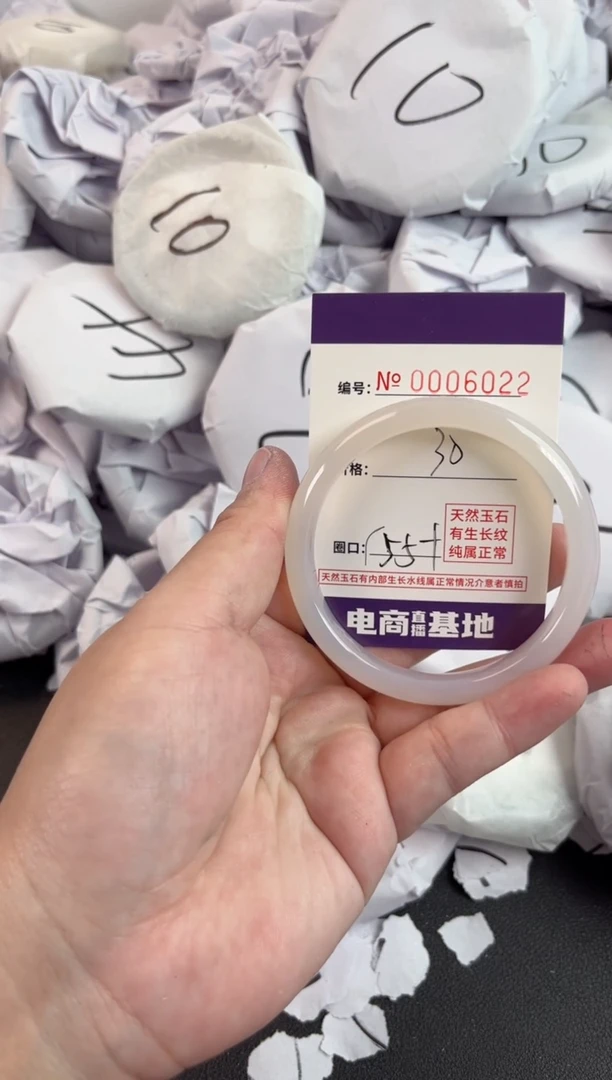 10
10
编号: № 0006022
格: 30
天然玉石
有生长纹
纯属正常
圈口: 55+
天然玉石有内部生长水线属正常情况介意者慎拍
电商直播基地